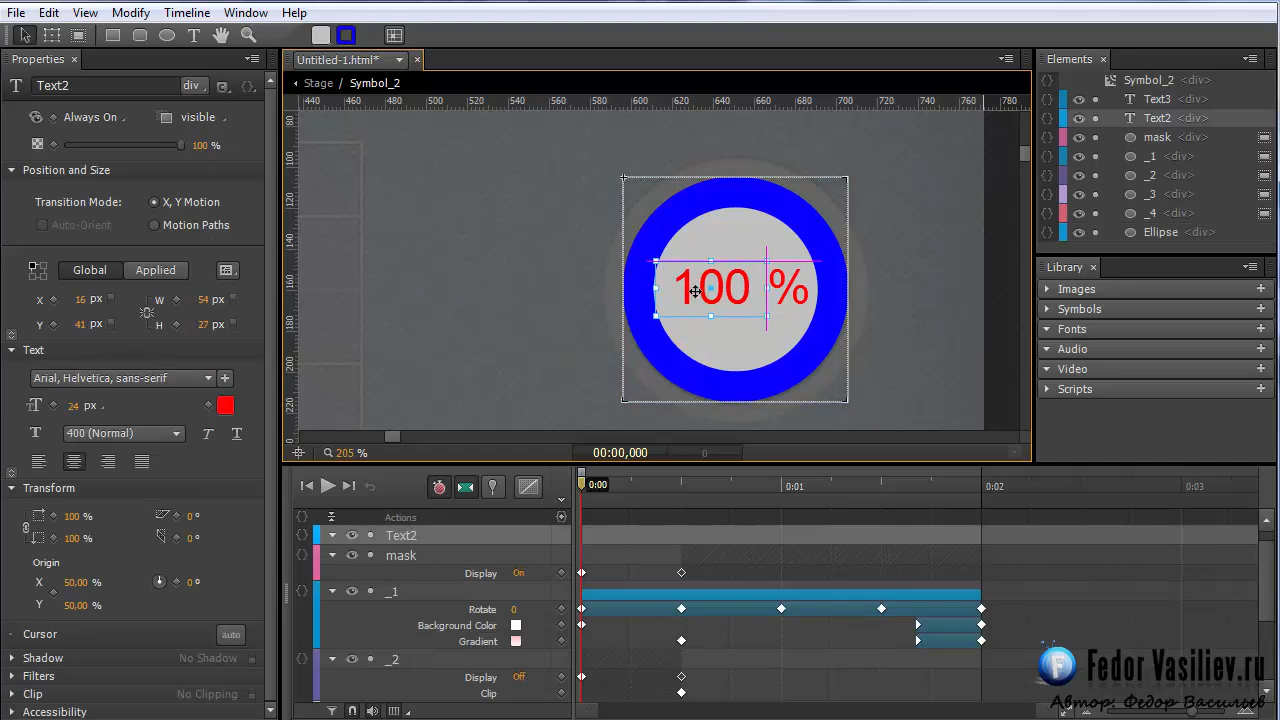 File Edit View Modify Timeline Window Help
Properties
Untitled-1.html*
Elements
Text2 div
Stage / Symbol_2
Symbol_2 <div>
440 460 480 500 520 540 560 580 600 620 640 660 680 700 720 740 760 780
Text3 <div>
Always On visible
Text2 <div>
100 %
mask <div>
Position and Size
_1 <div>
_2 <div>
Transition Mode: X, Y Motion
_3 <div>
Auto-Orient Motion Paths
_4 <div>
Ellipse <div>
Global Applied
Library
100 %
Images
X 16 px W 54 px
Symbols
Y 41 px H 27 px
Fonts
Text
Audio
Video
Arial, Helvetica, sans-serif
Scripts
24 px
400 (Normal)
205 % 00:00,000 0
Transform
0:00 0:01 0:02 0:03
100 % 0 °
Actions
100 % 0 °
Text2
Origin
mask
X 50,00 % 0 °
Display On
Y 50,00 %
_1
Rotate 0
Cursor auto
Background Color
Gradient
Shadow No Shadow
_2
Filters
Display Off
Clip No Clipping
Clip
Accessibility
Fedor Vasiliev.ru
Автор: Федор Васильев